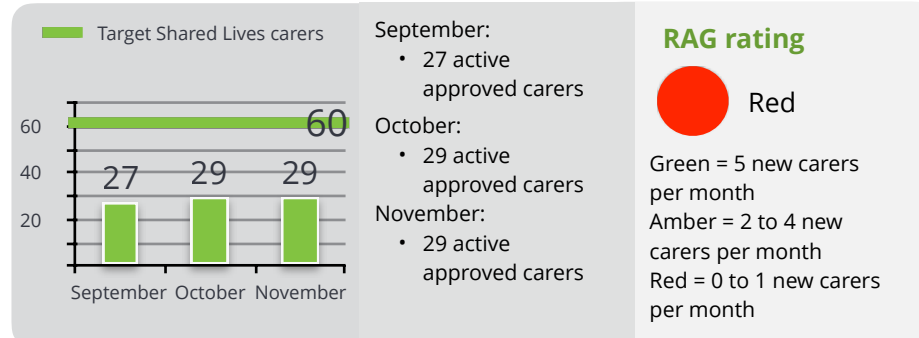 Target Shared Lives carers
60
40
20
60
27
29
29
September October November
September:
• 27 active
approved carers
October:
• 29 active
approved carers
November:
• 29 active
approved carers
RAG rating
Red
Green = 5 new carers
per month
Amber = 2 to 4 new
carers per month
Red = 0 to 1 new carers
per month